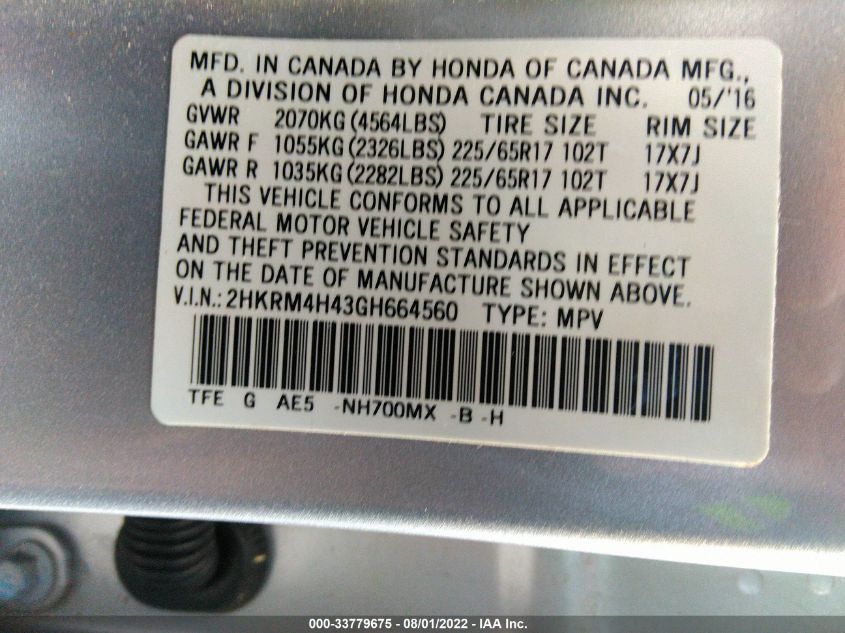 MFD. IN CANADA BY HONDA OF CANADA MFG.,
A DIVISION OF HONDA CANADA INC. 05/'16
GVWR 2070KG (4564LBS) TIRE SIZE RIM SIZE
GAWR F 1055KG (2326LBS) 225/65R17 102T 17X7J
GAWR R 1035KG (2282LBS) 225/65R17 102T 17X7J
THIS VEHICLE CONFORMS TO ALL APPLICABLE
FEDERAL MOTOR VEHICLE SAFETY
AND THEFT PREVENTION STANDARDS IN EFFECT
ON THE DATE OF MANUFACTURE SHOWN ABOVE.
V.I.N.: 2HKRM4H43GH664560 TYPE: MPV
TFE G AE5 -NH700MX -B -H
000-33779675 - 08/01/2022 - IAA Inc.